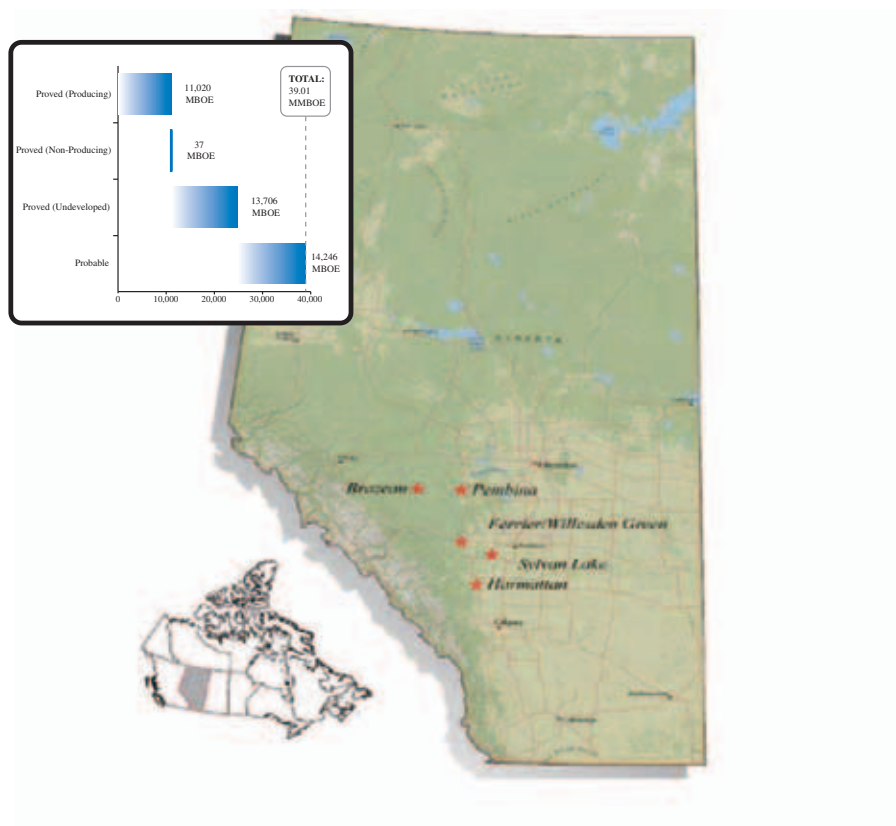 TOTAL:
39.01
MMBOE
Proved (Producing)
11,020
MBOE
Proved (Non-Producing)
37
MBOE
Proved (Undeveloped)
13,706
MBOE
Probable
14,246
MBOE
0 10,000 20,000 30,000 40,000
ALBERTA
Brazeau
Pembina
Ferrier/Willesden Green
Sylvan Lake
Harmattan
Calgary